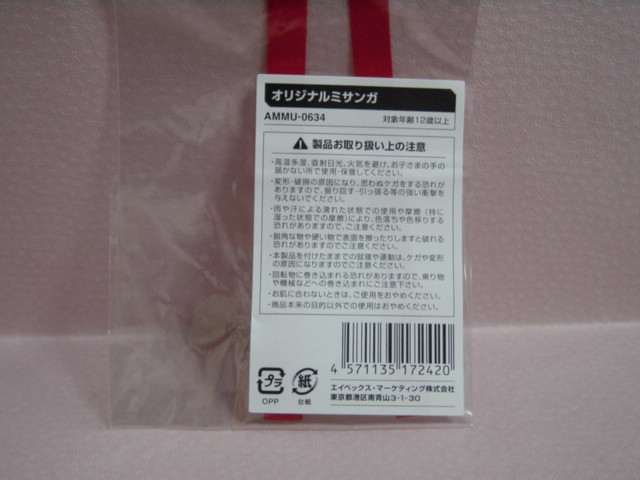 オリジナルミサンガ
AMMU-0634
対象年齢12歳以上
製品お取り扱い上の注意
・高温多湿、直射日光、火気を避け、お子さまの手の
届かない所で使用・保管してください。
・変形・破損の原因になり、思わぬケガをする恐れが
ありますので、振り回す・引っ張る等の強い衝撃を
与えないでください。
・雨や汗による濡れた状態での使用や摩擦（特に
湿った状態での摩擦）により、色落ちや色移りする
恐れがありますので、ご注意ください。
・鋭角な物や硬い物で表面を擦ったりしますと破れる
恐れがありますのでご注意ください。
・本製品を付けたままでの就寝や運動は、ケガや変形
の原因になりますのでご注意ください。
・回転物に巻き込まれる恐れがありますので、乗り物
や機械などへの巻き込まれにご注意下さい。
・お肌に合わないときは、ご使用をおやめください。
・商品本来の目的以外での使用はおやめください。
4 571135 172420
プラ
OPP
紙
台紙
エイベックス・マーケティング株式会社
東京都港区南青山3-1-30